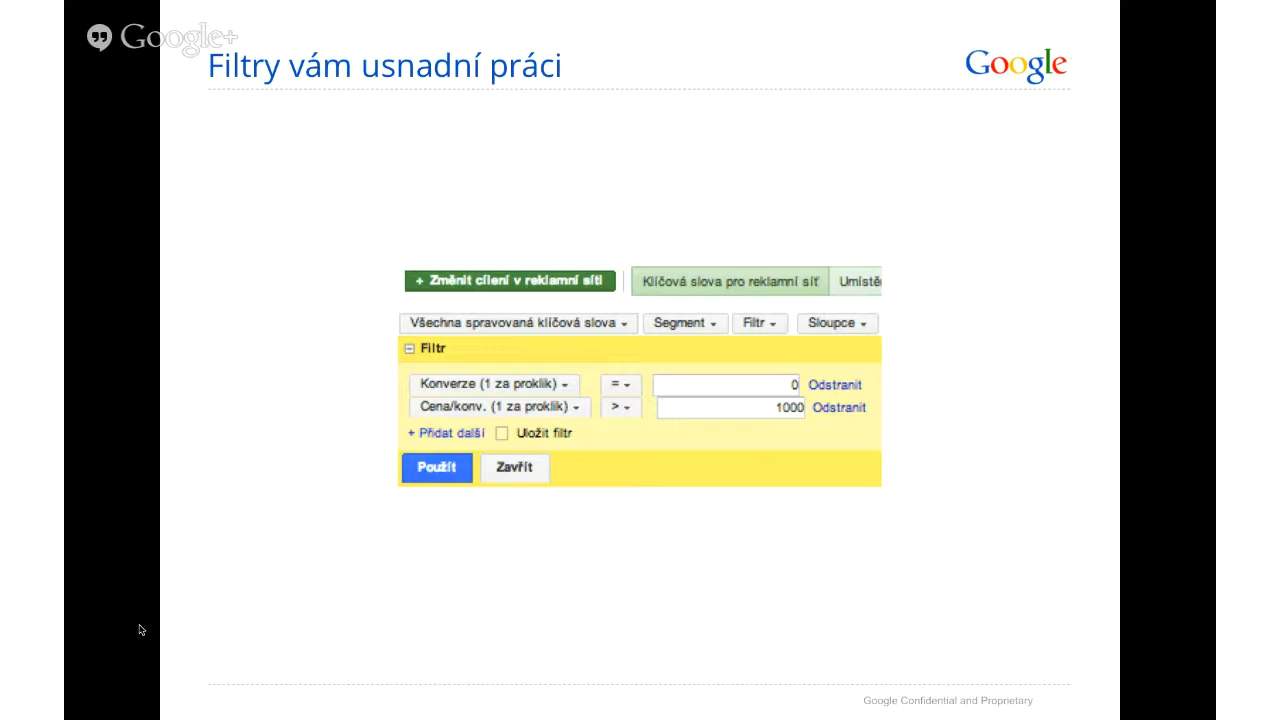 Google+
Filtry vám usnadní práci
Google
+ Změnit cílení v reklamní síti
Klíčová slova pro reklamní síť
Umístě
Všechna spravovaná klíčová slova
Segment
Filtr
Sloupce
Filtr
Konverze (1 za proklik)
=
0
Odstranit
Cena/konv. (1 za proklik)
>
1000
Odstranit
+ Přidat další
Uložit filtr
Použít
Zavřít
Google Confidential and Proprietary